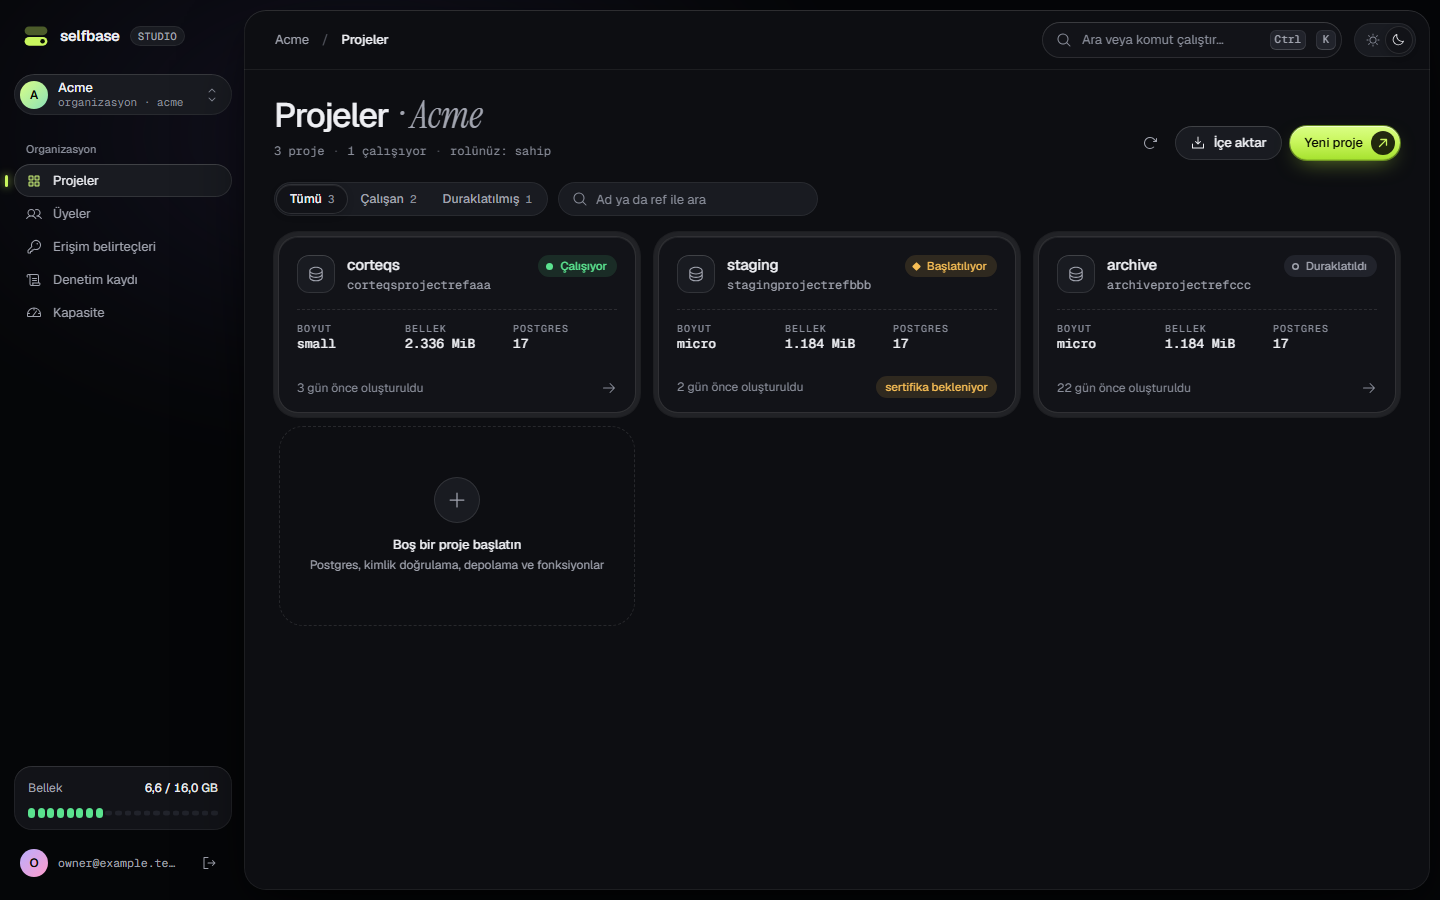 selfbase STUDIO
A Acme
organizasyon · acme
Organizasyon
Projeler
Üyeler
Erişim belirteçleri
Denetim kaydı
Kapasite
Bellek 6,6 / 16,0 GB
O owner@example.te…
Acme / Projeler
Ara veya komut çalıştır... Ctrl K
Projeler · Acme
3 proje · 1 çalışıyor · rolünüz: sahip
İçe aktar
Yeni proje
Tümü 3 Çalışan 2 Duraklatılmış 1
Ad ya da ref ile ara
corteqs Çalışıyor
corteqsprojectrefaaa
BOYUT BELLEK POSTGRES
small 2.336 MiB 17
3 gün önce oluşturuldu
staging Başlatılıyor
stagingprojectrefbbb
BOYUT BELLEK POSTGRES
micro 1.184 MiB 17
2 gün önce oluşturuldu sertifika bekleniyor
archive Duraklatıldı
archiveprojectrefccc
BOYUT BELLEK POSTGRES
micro 1.184 MiB 17
22 gün önce oluşturuldu
Boş bir proje başlatın
Postgres, kimlik doğrulama, depolama ve fonksiyonlar